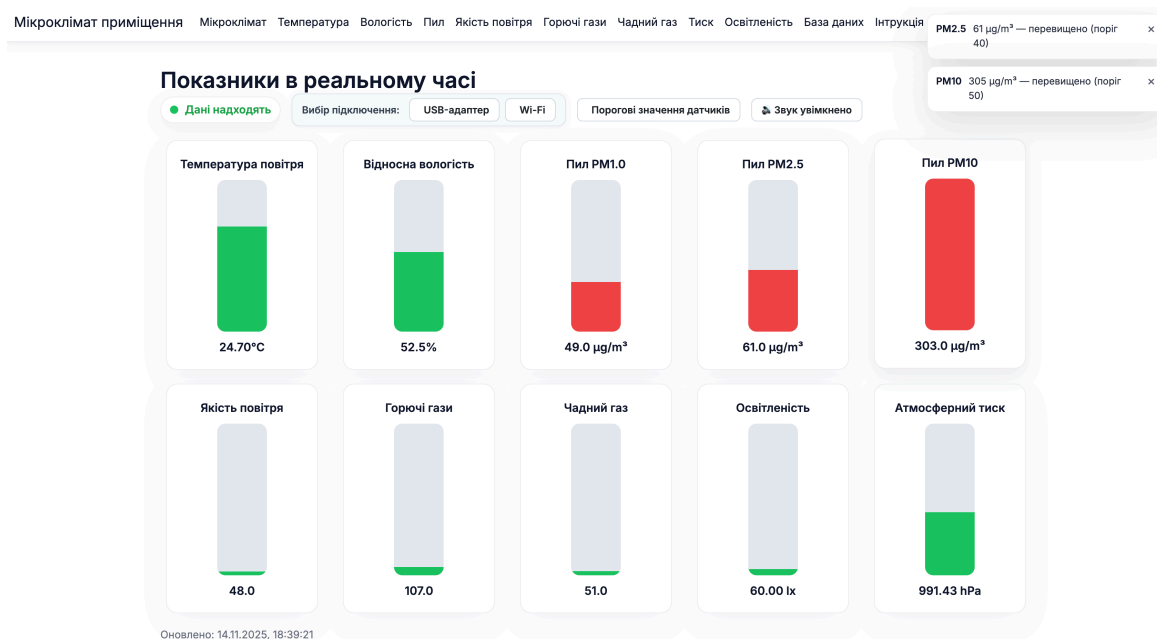 Мікроклімат приміщення
Мікроклімат Температура Вологість Пил Якість повітря Горючі гази Чадний газ Тиск Освітленість База даних Інтрукція
PM2.5 61 µg/m³ — перевищено (поріг
40)
×
PM10 305 µg/m³ — перевищено (поріг
50)
×
Показники в реальному часі
Дані надходять
Вибір підключення: USB-адаптер Wi-Fi
Порогові значення датчиків
Звук увімкнено
Температура повітря
24.70°C
Відносна вологість
52.5%
Пил PM1.0
49.0 µg/m³
Пил PM2.5
61.0 µg/m³
Пил PM10
303.0 µg/m³
Якість повітря
48.0
Горючі гази
107.0
Чадний газ
51.0
Освітленість
60.00 lx
Атмосферний тиск
991.43 hPa
Оновлено: 14.11.2025, 18:39:21